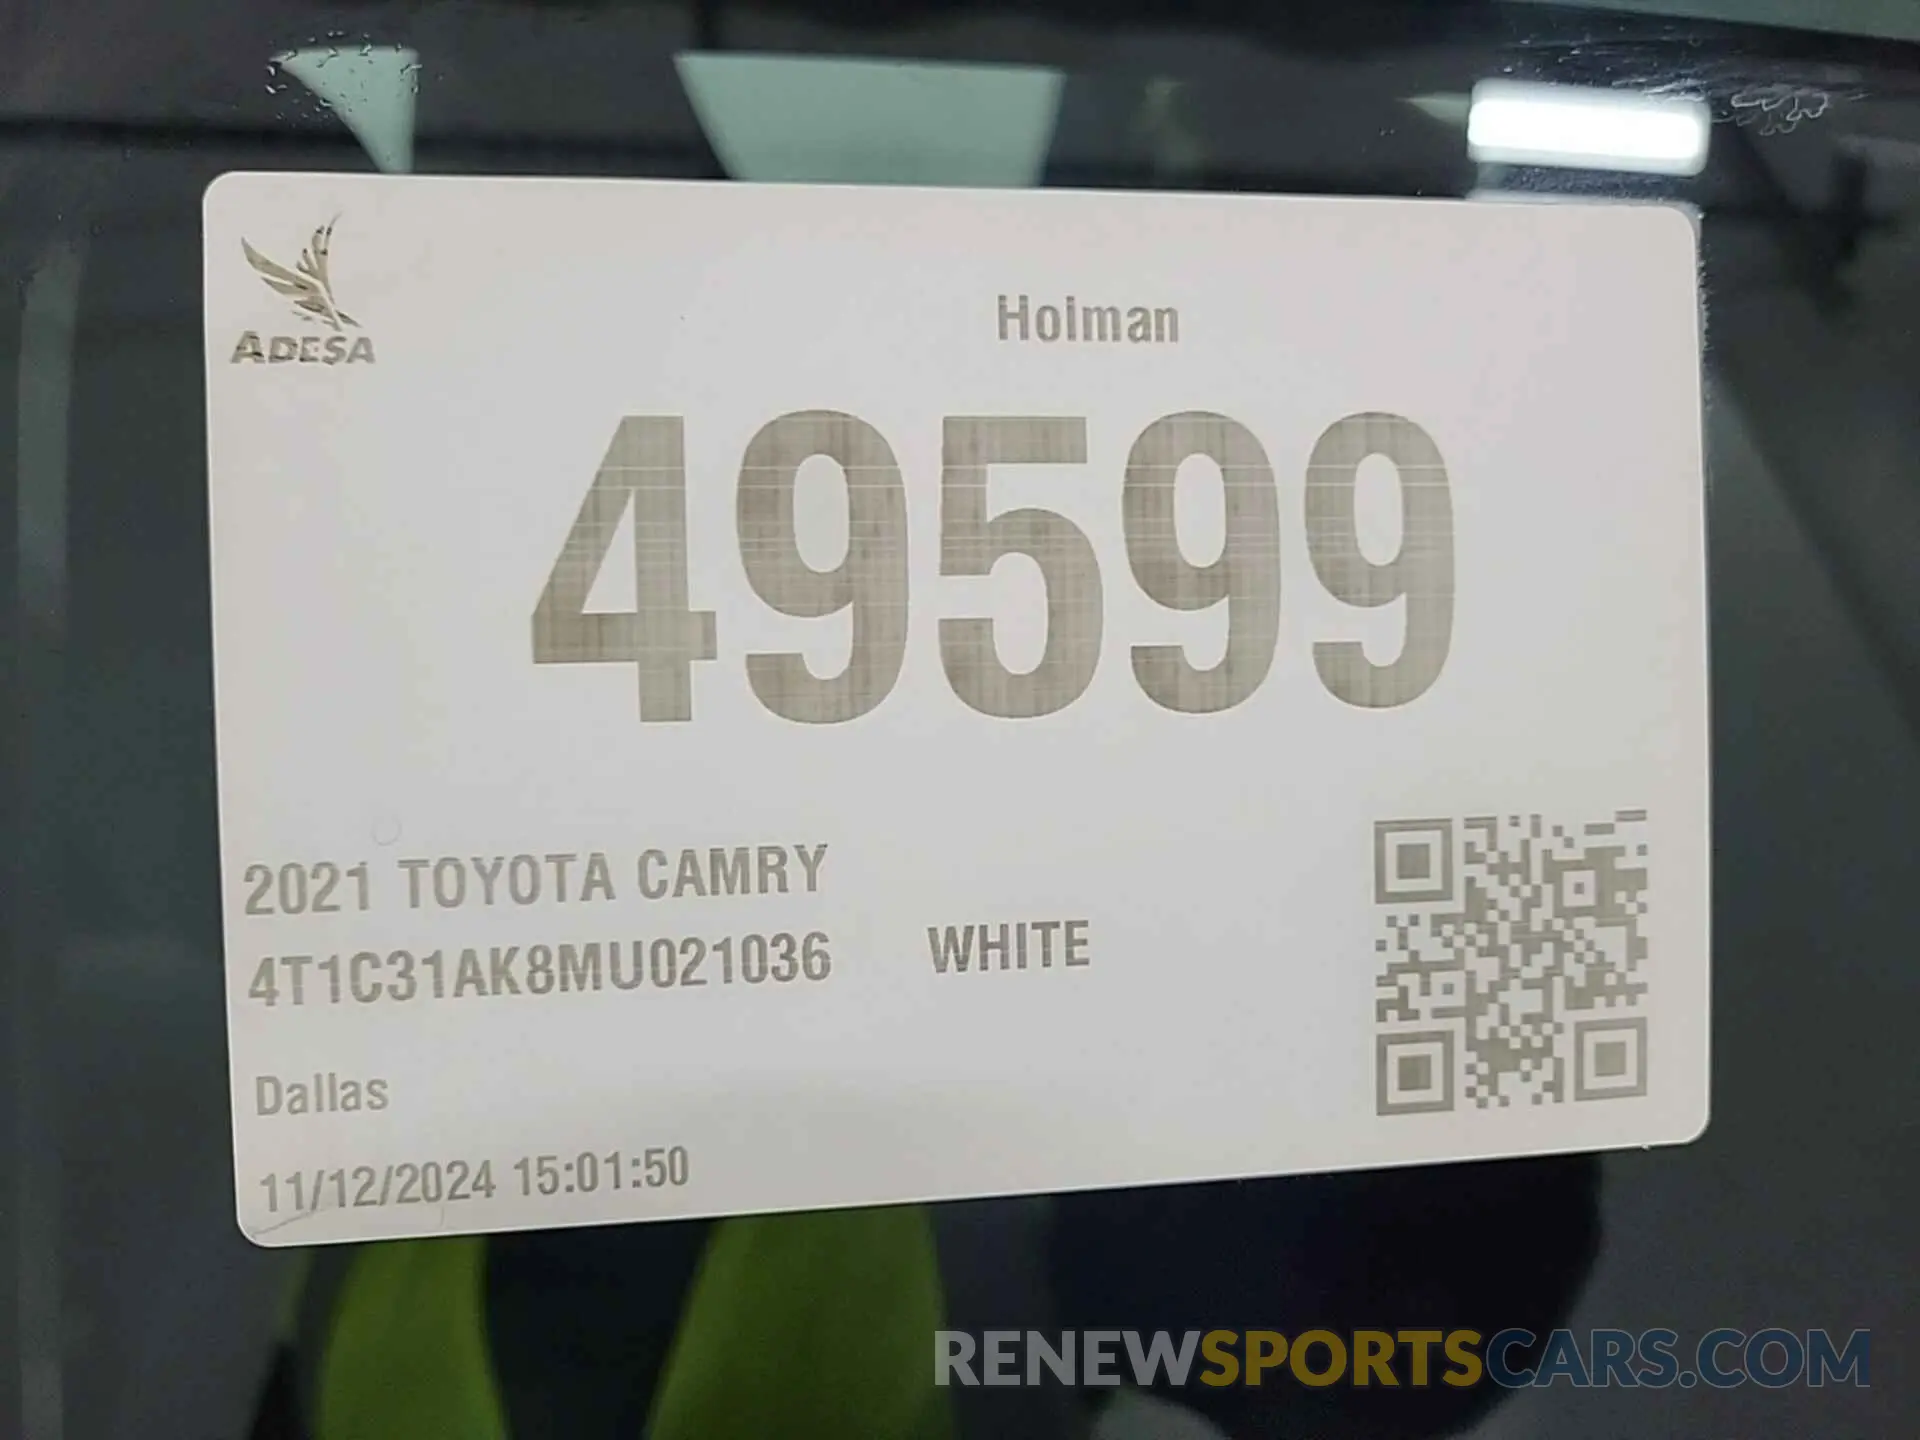 ADESA
Holman
49599
2021 TOYOTA CAMRY
4T1C31AK8MU021036 WHITE
Dallas
11/12/2024 15:01:50
RENEWSPORTSCARS.COM